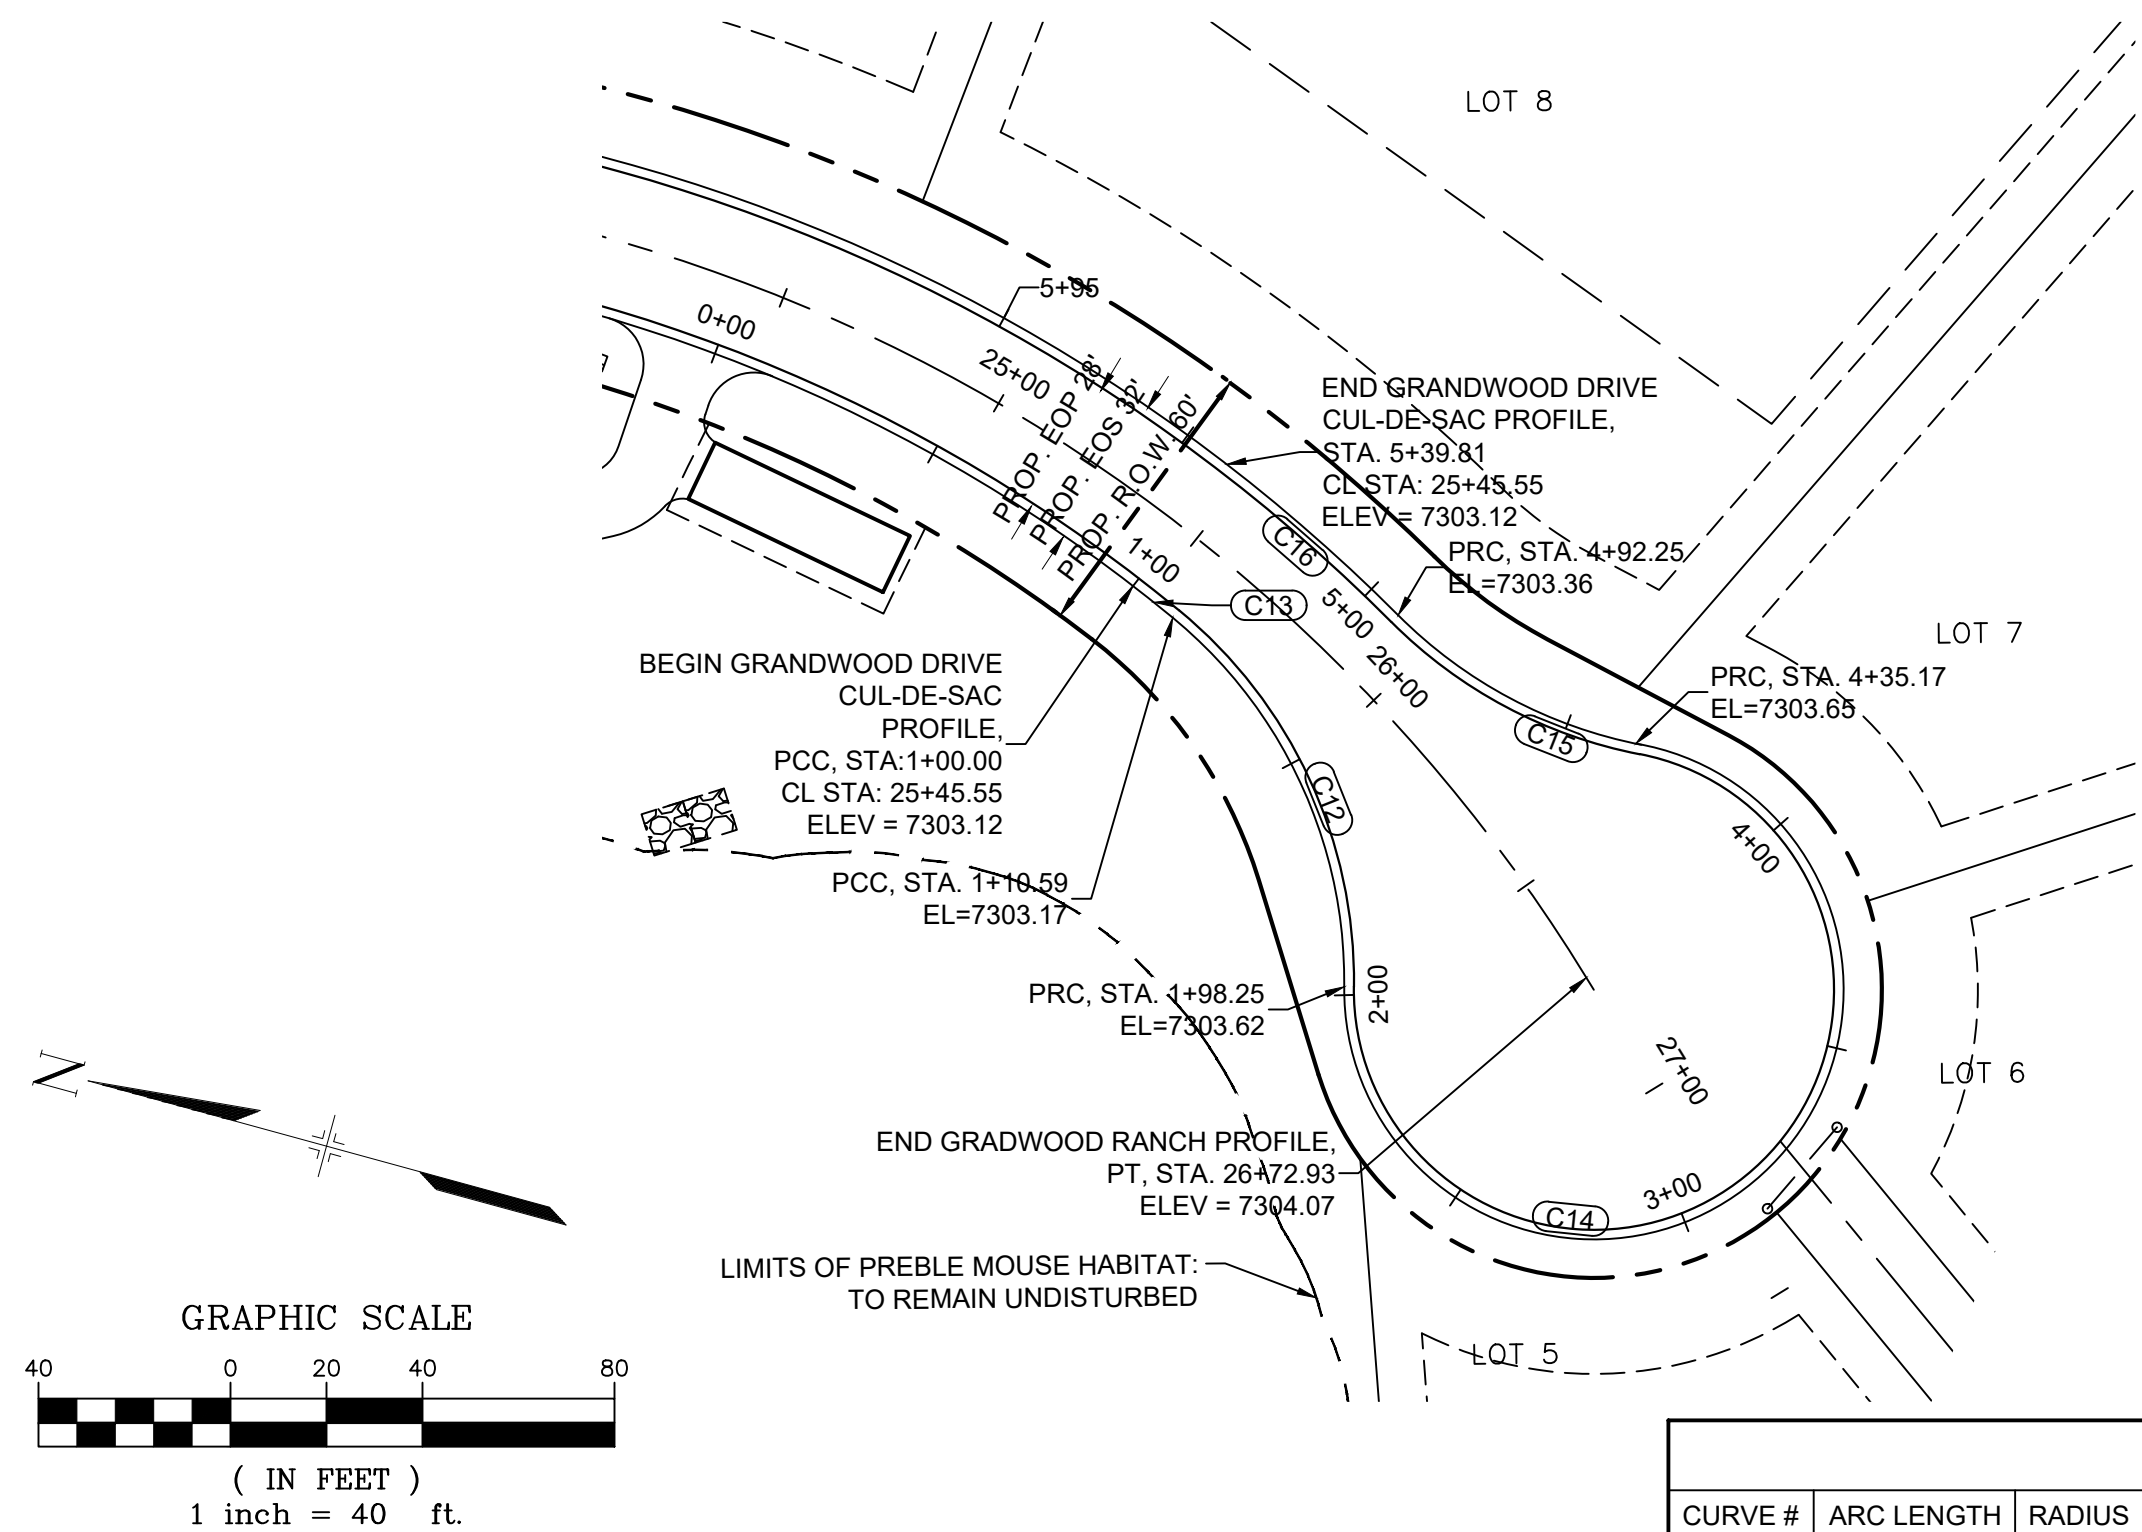 LOT 8
5+95
0+00
25+00
PROP. EOP 28'
PROP. EOS 32'
PROP. R.O.W. 60'
END GRANDWOOD DRIVE
CUL-DE-SAC PROFILE,
STA. 5+39.81
CL STA: 25+45.55
ELEV = 7303.12
C16
PRC, STA. 4+92.25
EL=7303.36
1+00
C13
5+00
26+00
LOT 7
BEGIN GRANDWOOD DRIVE
CUL-DE-SAC
PROFILE,
PCC, STA:1+00.00
CL STA: 25+45.55
ELEV = 7303.12
PRC, STA. 4+35.17
EL=7303.65
C15
C12
4+00
PCC, STA. 1+10.59
EL=7303.17
PRC, STA. 1+98.25
EL=7303.62
2+00
27+00
LOT 6
N
END GRADWOOD RANCH PROFILE,
PT, STA. 26+72.93
ELEV = 7304.07
3+00
C14
LIMITS OF PREBLE MOUSE HABITAT:
TO REMAIN UNDISTURBED
LOT 5
GRAPHIC SCALE
40 0 20 40 80
( IN FEET )
1 inch = 40 ft.
CURVE # ARC LENGTH RADIUS